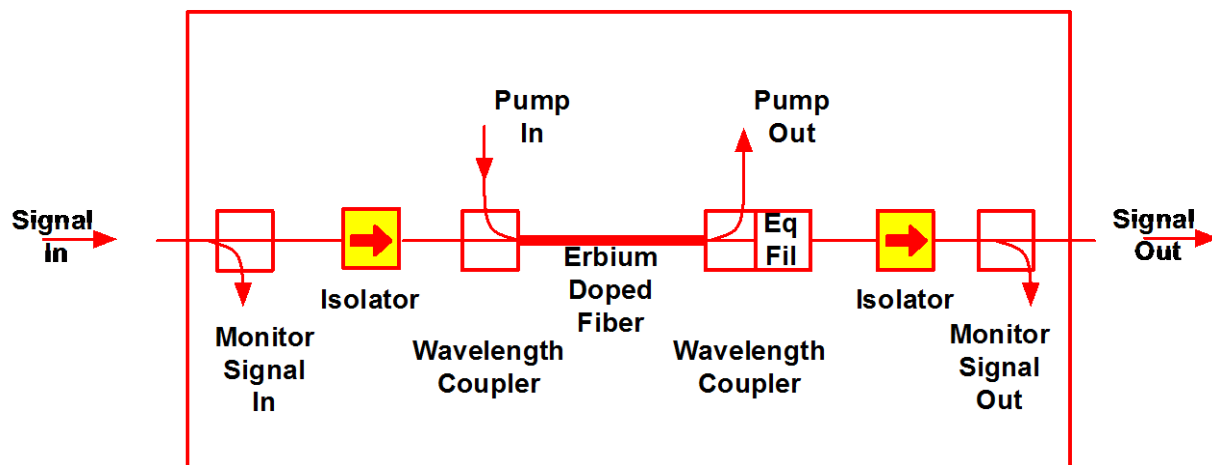 Pump
In
Pump
Out
Signal
In
Eq
Fil
Signal
Out
Isolator
Erbium
Doped
Fiber
Isolator
Monitor
Signal
In
Wavelength
Coupler
Wavelength
Coupler
Monitor
Signal
Out